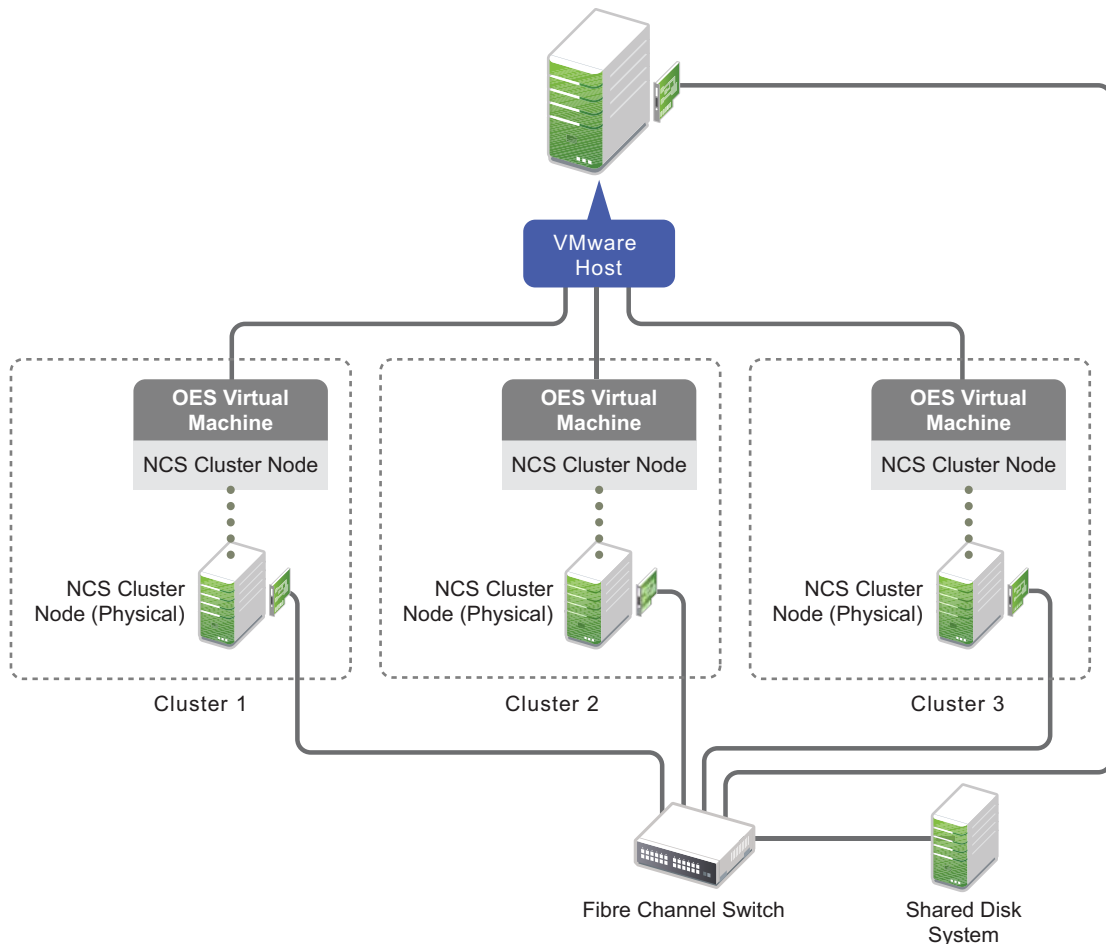 VMware
Host
OES Virtual
Machine
NCS Cluster Node
NCS Cluster
Node (Physical)
Cluster 1
OES Virtual
Machine
NCS Cluster Node
NCS Cluster
Node (Physical)
Cluster 2
OES Virtual
Machine
NCS Cluster Node
NCS Cluster
Node (Physical)
Cluster 3
Fibre Channel Switch
Shared Disk
System